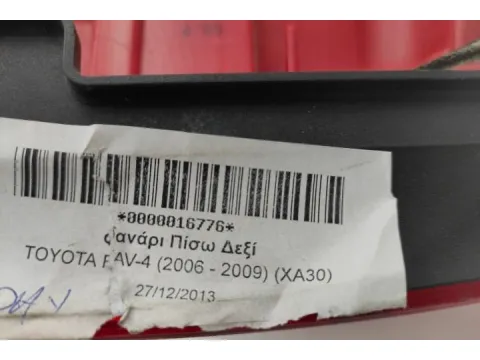 *0000016776*
φανάρι Πίσω Δεξί
TOYOTA RAV-4 (2006 - 2009) (XA30)
27/12/2013